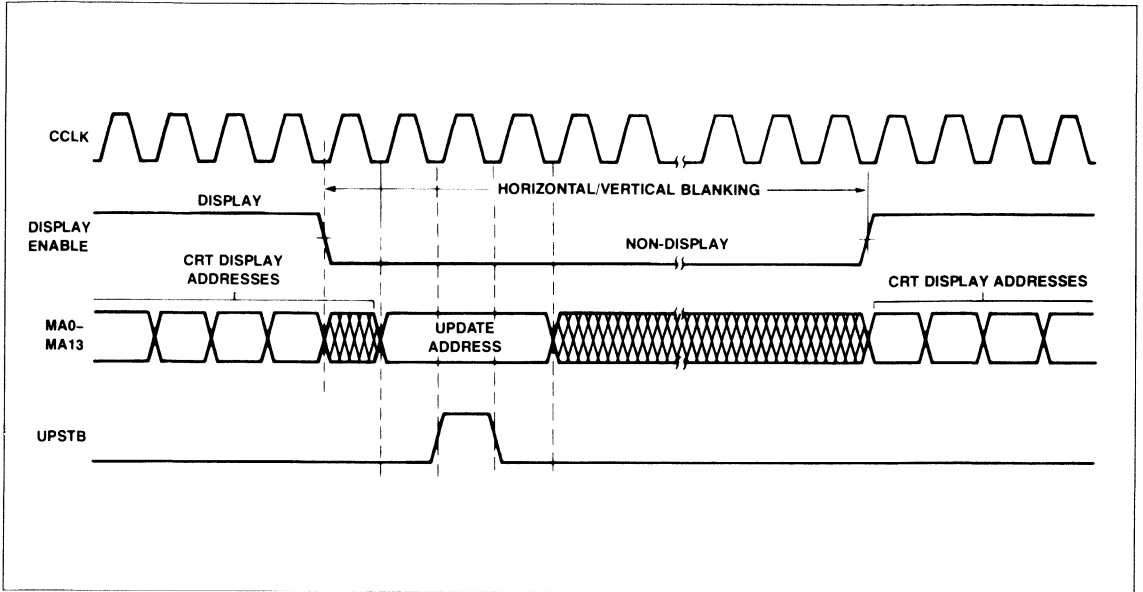 CCLK
HORIZONTAL/VERTICAL BLANKING
DISPLAY
DISPLAY
ENABLE
NON-DISPLAY
CRT DISPLAY
ADDRESSES
CRT DISPLAY ADDRESSES
MA0–
MA13
UPDATE
ADDRESS
UPSTB